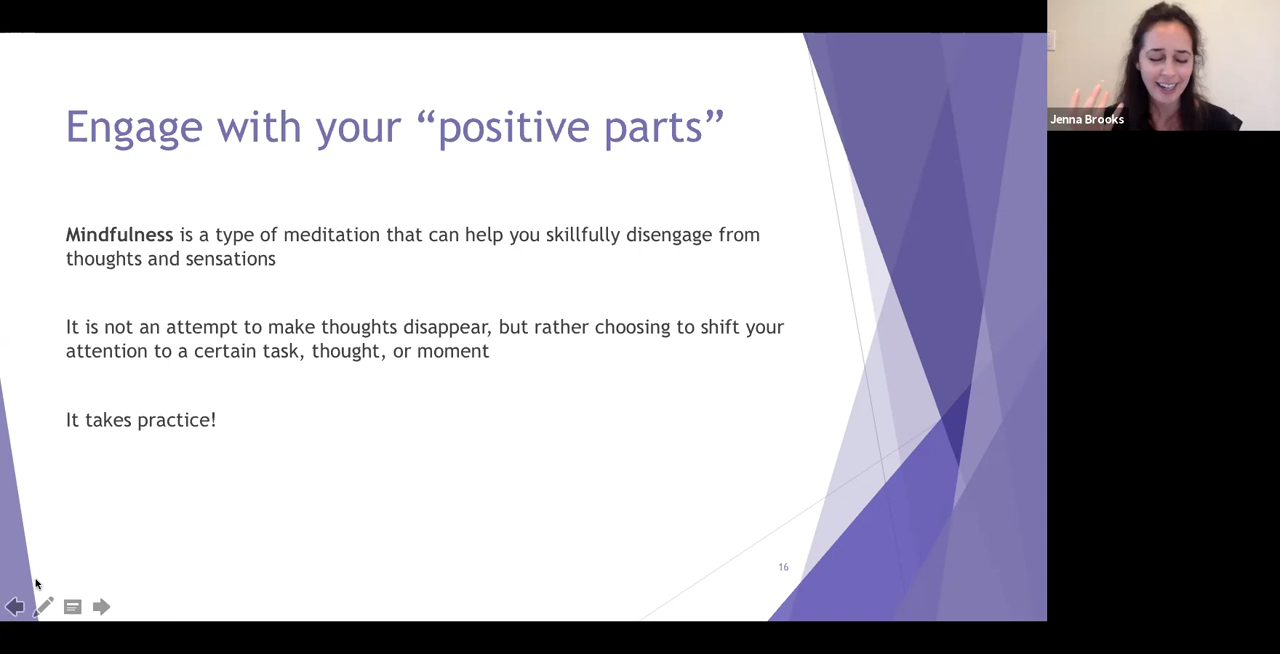 Engage with your “positive parts”
Mindfulness is a type of meditation that can help you skillfully disengage from
thoughts and sensations
It is not an attempt to make thoughts disappear, but rather choosing to shift your
attention to a certain task, thought, or moment
It takes practice!
16
Jenna Brooks